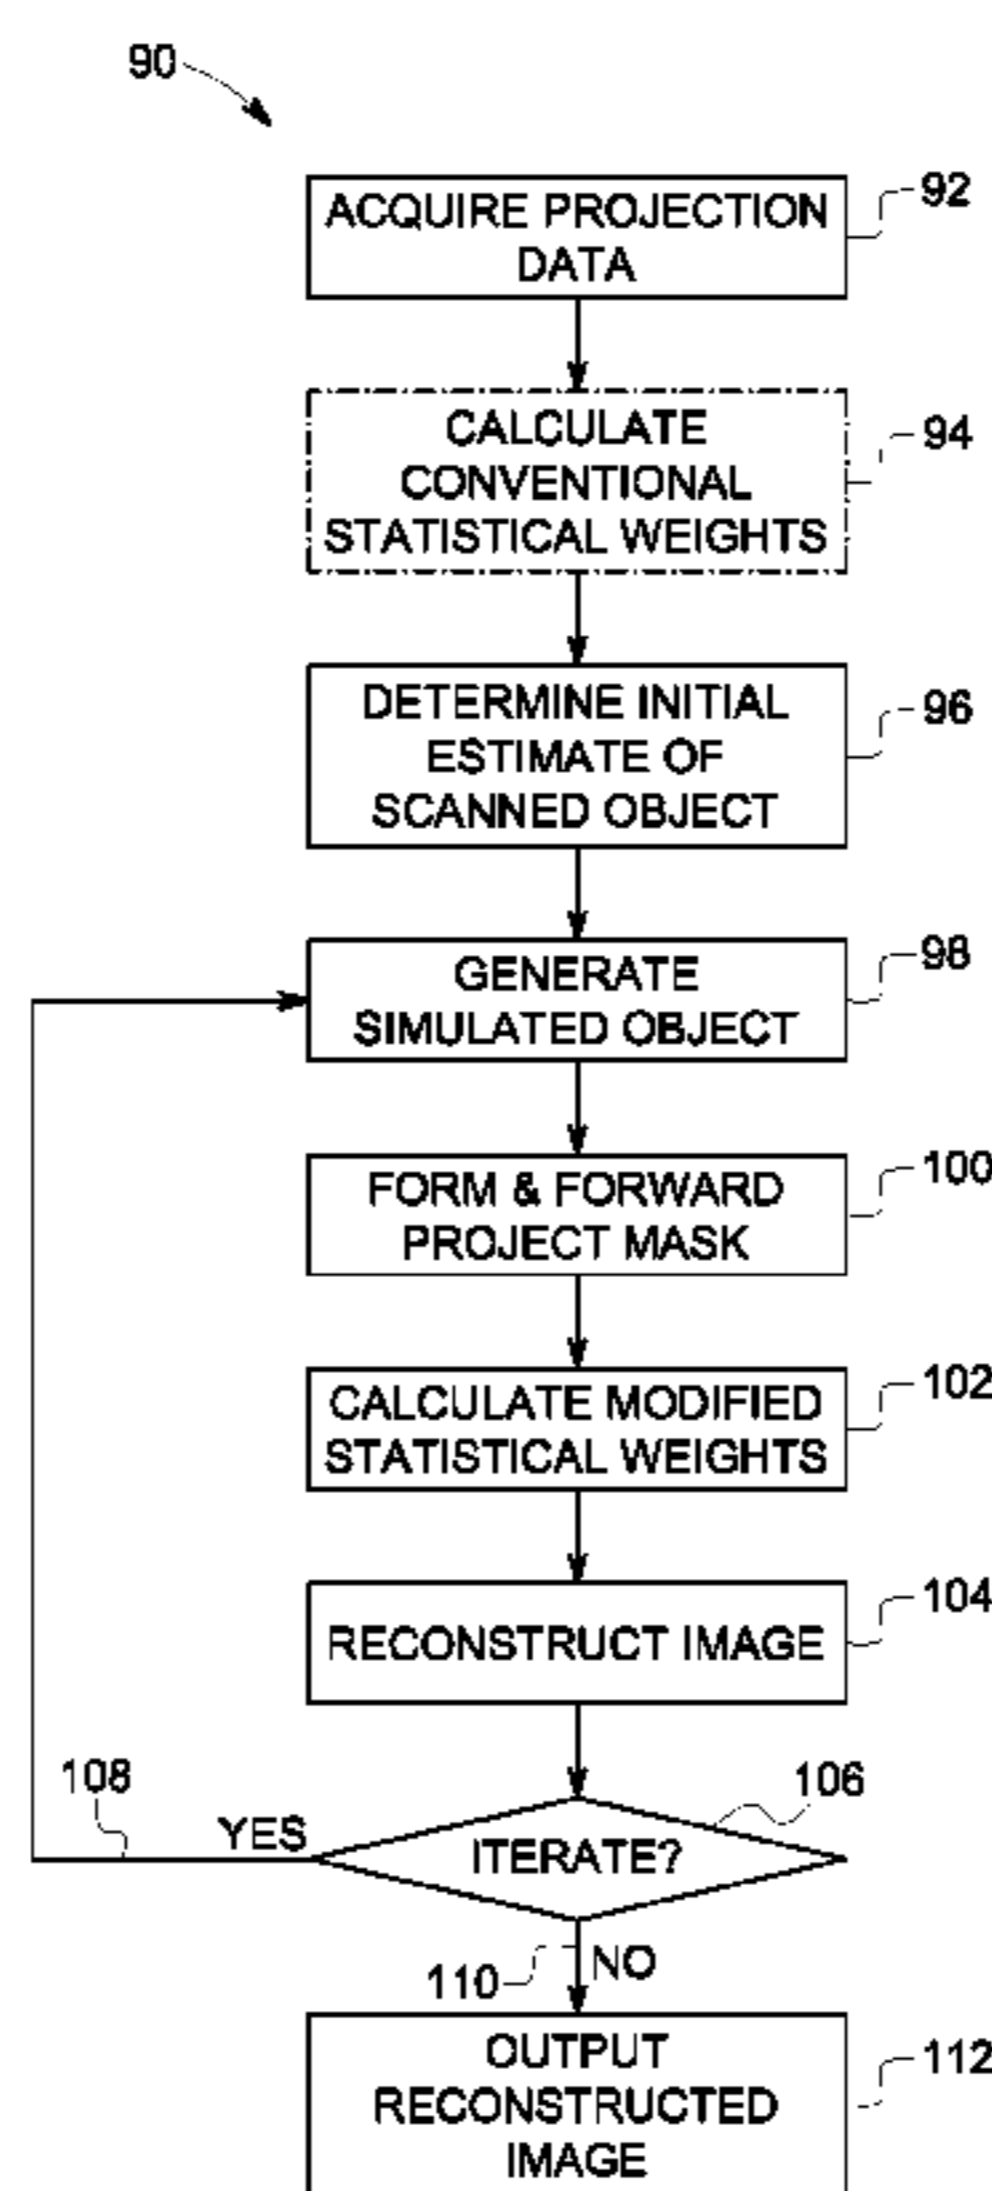 90
ACQUIRE PROJECTION
DATA
92
CALCULATE
CONVENTIONAL
STATISTICAL WEIGHTS
94
DETERMINE INITIAL
ESTIMATE OF
SCANNED OBJECT
96
GENERATE
SIMULATED OBJECT
98
FORM & FORWARD
PROJECT MASK
100
CALCULATE MODIFIED
STATISTICAL WEIGHTS
102
RECONSTRUCT IMAGE
104
108
YES
ITERATE?
106
110
NO
OUTPUT
RECONSTRUCTED
IMAGE
112